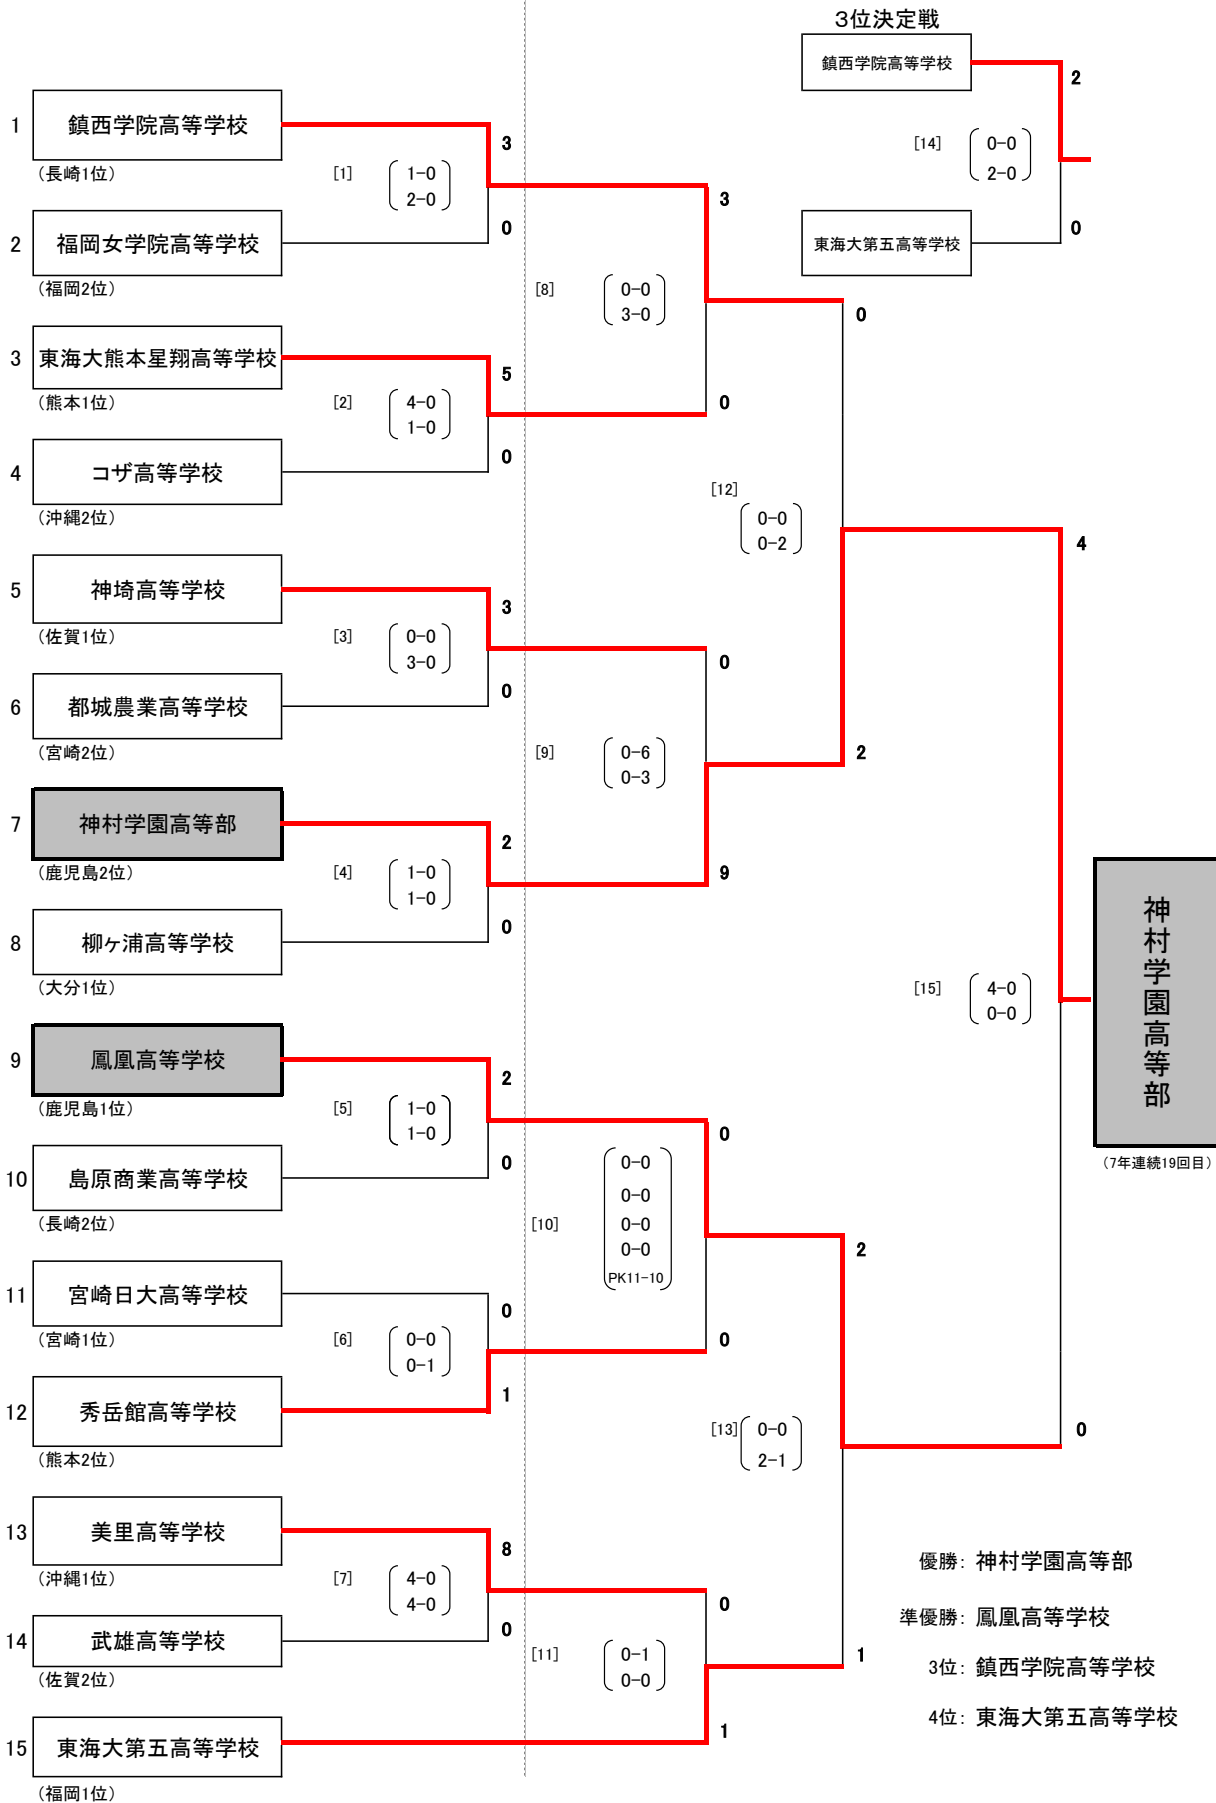 3位決定戦
鎮西学院高等学校
2
[14]
0-0
2-0
東海大第五高等学校
0
1
鎮西学院高等学校
(長崎1位)
[1]
1-0
2-0
3
0
2
福岡女学院高等学校
(福岡2位)
[8]
0-0
3-0
3
0
3
東海大熊本星翔高等学校
(熊本1位)
[2]
4-0
1-0
5
0
4
コザ高等学校
(沖縄2位)
[12]
0-0
0-2
0
2
5
神埼高等学校
(佐賀1位)
[3]
0-0
3-0
3
0
6
都城農業高等学校
(宮崎2位)
[9]
0-6
0-3
0
9
7
神村学園高等部
(鹿児島2位)
[4]
1-0
1-0
2
0
8
柳ヶ浦高等学校
(大分1位)
[15]
4-0
0-0
4
0
神村学園高等部
(7年連続19回目)
9
鳳凰高等学校
(鹿児島1位)
[5]
1-0
1-0
2
0
10
島原商業高等学校
(長崎2位)
[10]
0-0
0-0
0-0
0-0
PK11-10
0
0
11
宮崎日大高等学校
(宮崎1位)
[6]
0-0
0-1
0
1
12
秀岳館高等学校
(熊本2位)
[13]
0-0
2-1
2
1
13
美里高等学校
(沖縄1位)
[7]
4-0
4-0
8
0
14
武雄高等学校
(佐賀2位)
[11]
0-1
0-0
0
1
15
東海大第五高等学校
(福岡1位)
優勝: 神村学園高等部
準優勝: 鳳凰高等学校
3位: 鎮西学院高等学校
4位: 東海大第五高等学校